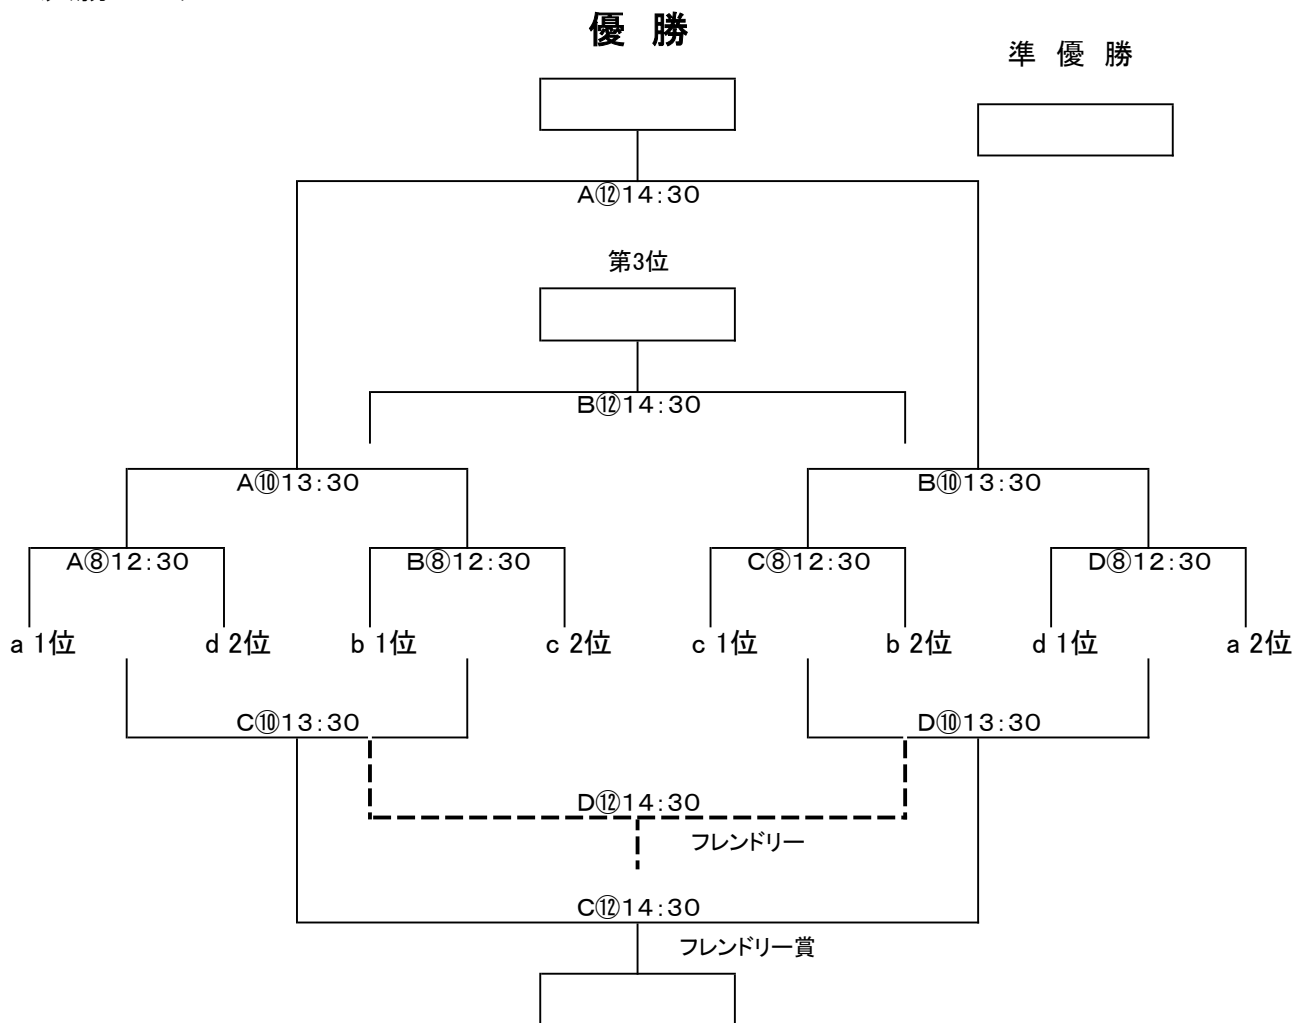 優 勝
準 優 勝
A⑫14:30
第3位
B⑫14:30
A⑩13:30
B⑩13:30
A⑧12:30
B⑧12:30
C⑧12:30
D⑧12:30
a 1位
d 2位
b 1位
c 2位
c 1位
b 2位
d 1位
a 2位
C⑩13:30
D⑩13:30
D⑫14:30
フレンドリー
C⑫14:30
フレンドリー賞